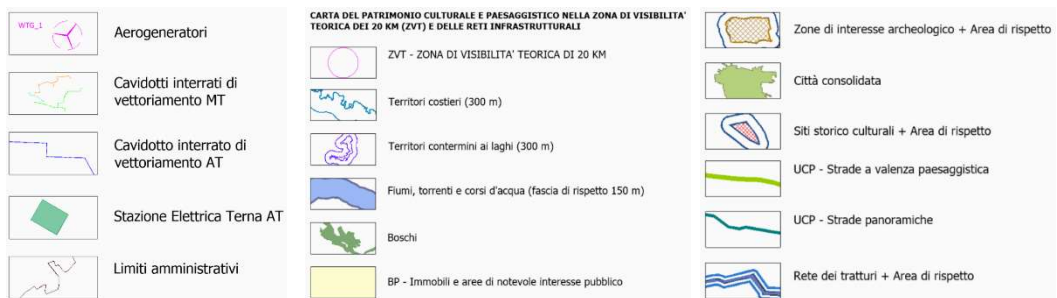 WTG_1
Aerogeneratori
Cavidotti interrati di
vettoriamento MT
Cavidotto interrato di
vettoriamento AT
Stazione Elettrica Terna AT
Limiti amministrativi
CARTA DEL PATRIMONIO CULTURALE E PAESAGGISTICO NELLA ZONA DI VISIBILITA'
TEORICA DEI 20 KM (ZVT) E DELLE RETI INFRASTRUTTURALI
ZVT - ZONA DI VISIBILITA' TEORICA DI 20 KM
Territori costieri (300 m)
Territori contermini ai laghi (300 m)
Fiumi, torrenti e corsi d'acqua (fascia di rispetto 150 m)
Boschi
BP - Immobili e aree di notevole interesse pubblico
Zone di interesse archeologico + Area di rispetto
Città consolidata
Siti storico culturali + Area di rispetto
UCP - Strade a valenza paesaggistica
UCP - Strade panoramiche
Rete dei tratturi + Area di rispetto